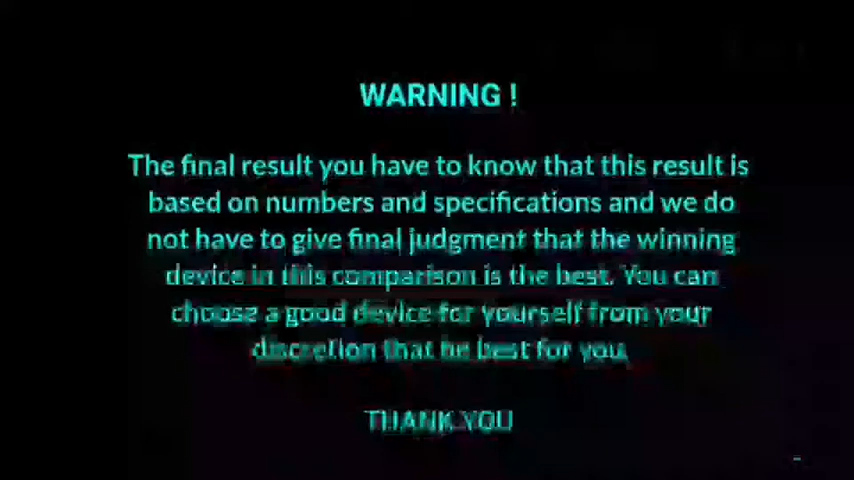 WARNING !
The final result you have to know that this result is
based on numbers and specifications and we do
not have to give final judgment that the winning
device in this comparison is the best. You can
choose a good device for yourself from your
discretion that be best for you.
THANK YOU